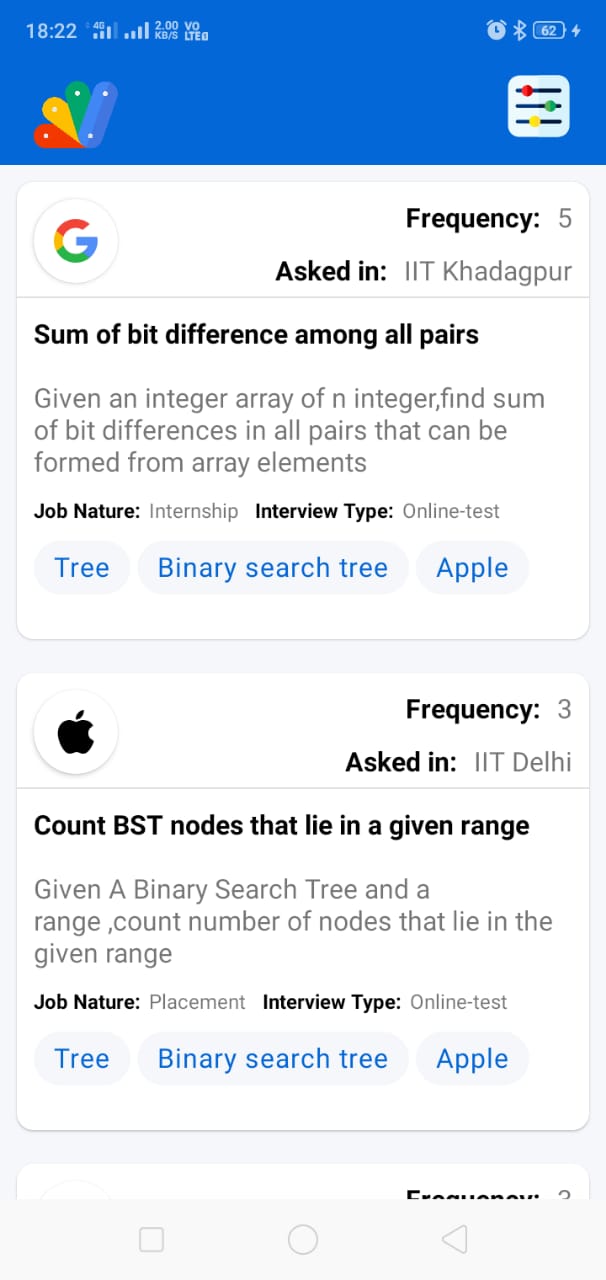 18:22 4G 2.00 KB/S VO LTE 62
Frequency: 5
Asked in: IIT Khadagpur
Sum of bit difference among all pairs
Given an integer array of n integer,find sum
of bit differences in all pairs that can be
formed from array elements
Job Nature: Internship Interview Type: Online-test
Tree Binary search tree Apple
Frequency: 3
Asked in: IIT Delhi
Count BST nodes that lie in a given range
Given A Binary Search Tree and a
range ,count number of nodes that lie in the
given range
Job Nature: Placement Interview Type: Online-test
Tree Binary search tree Apple
Frequency: